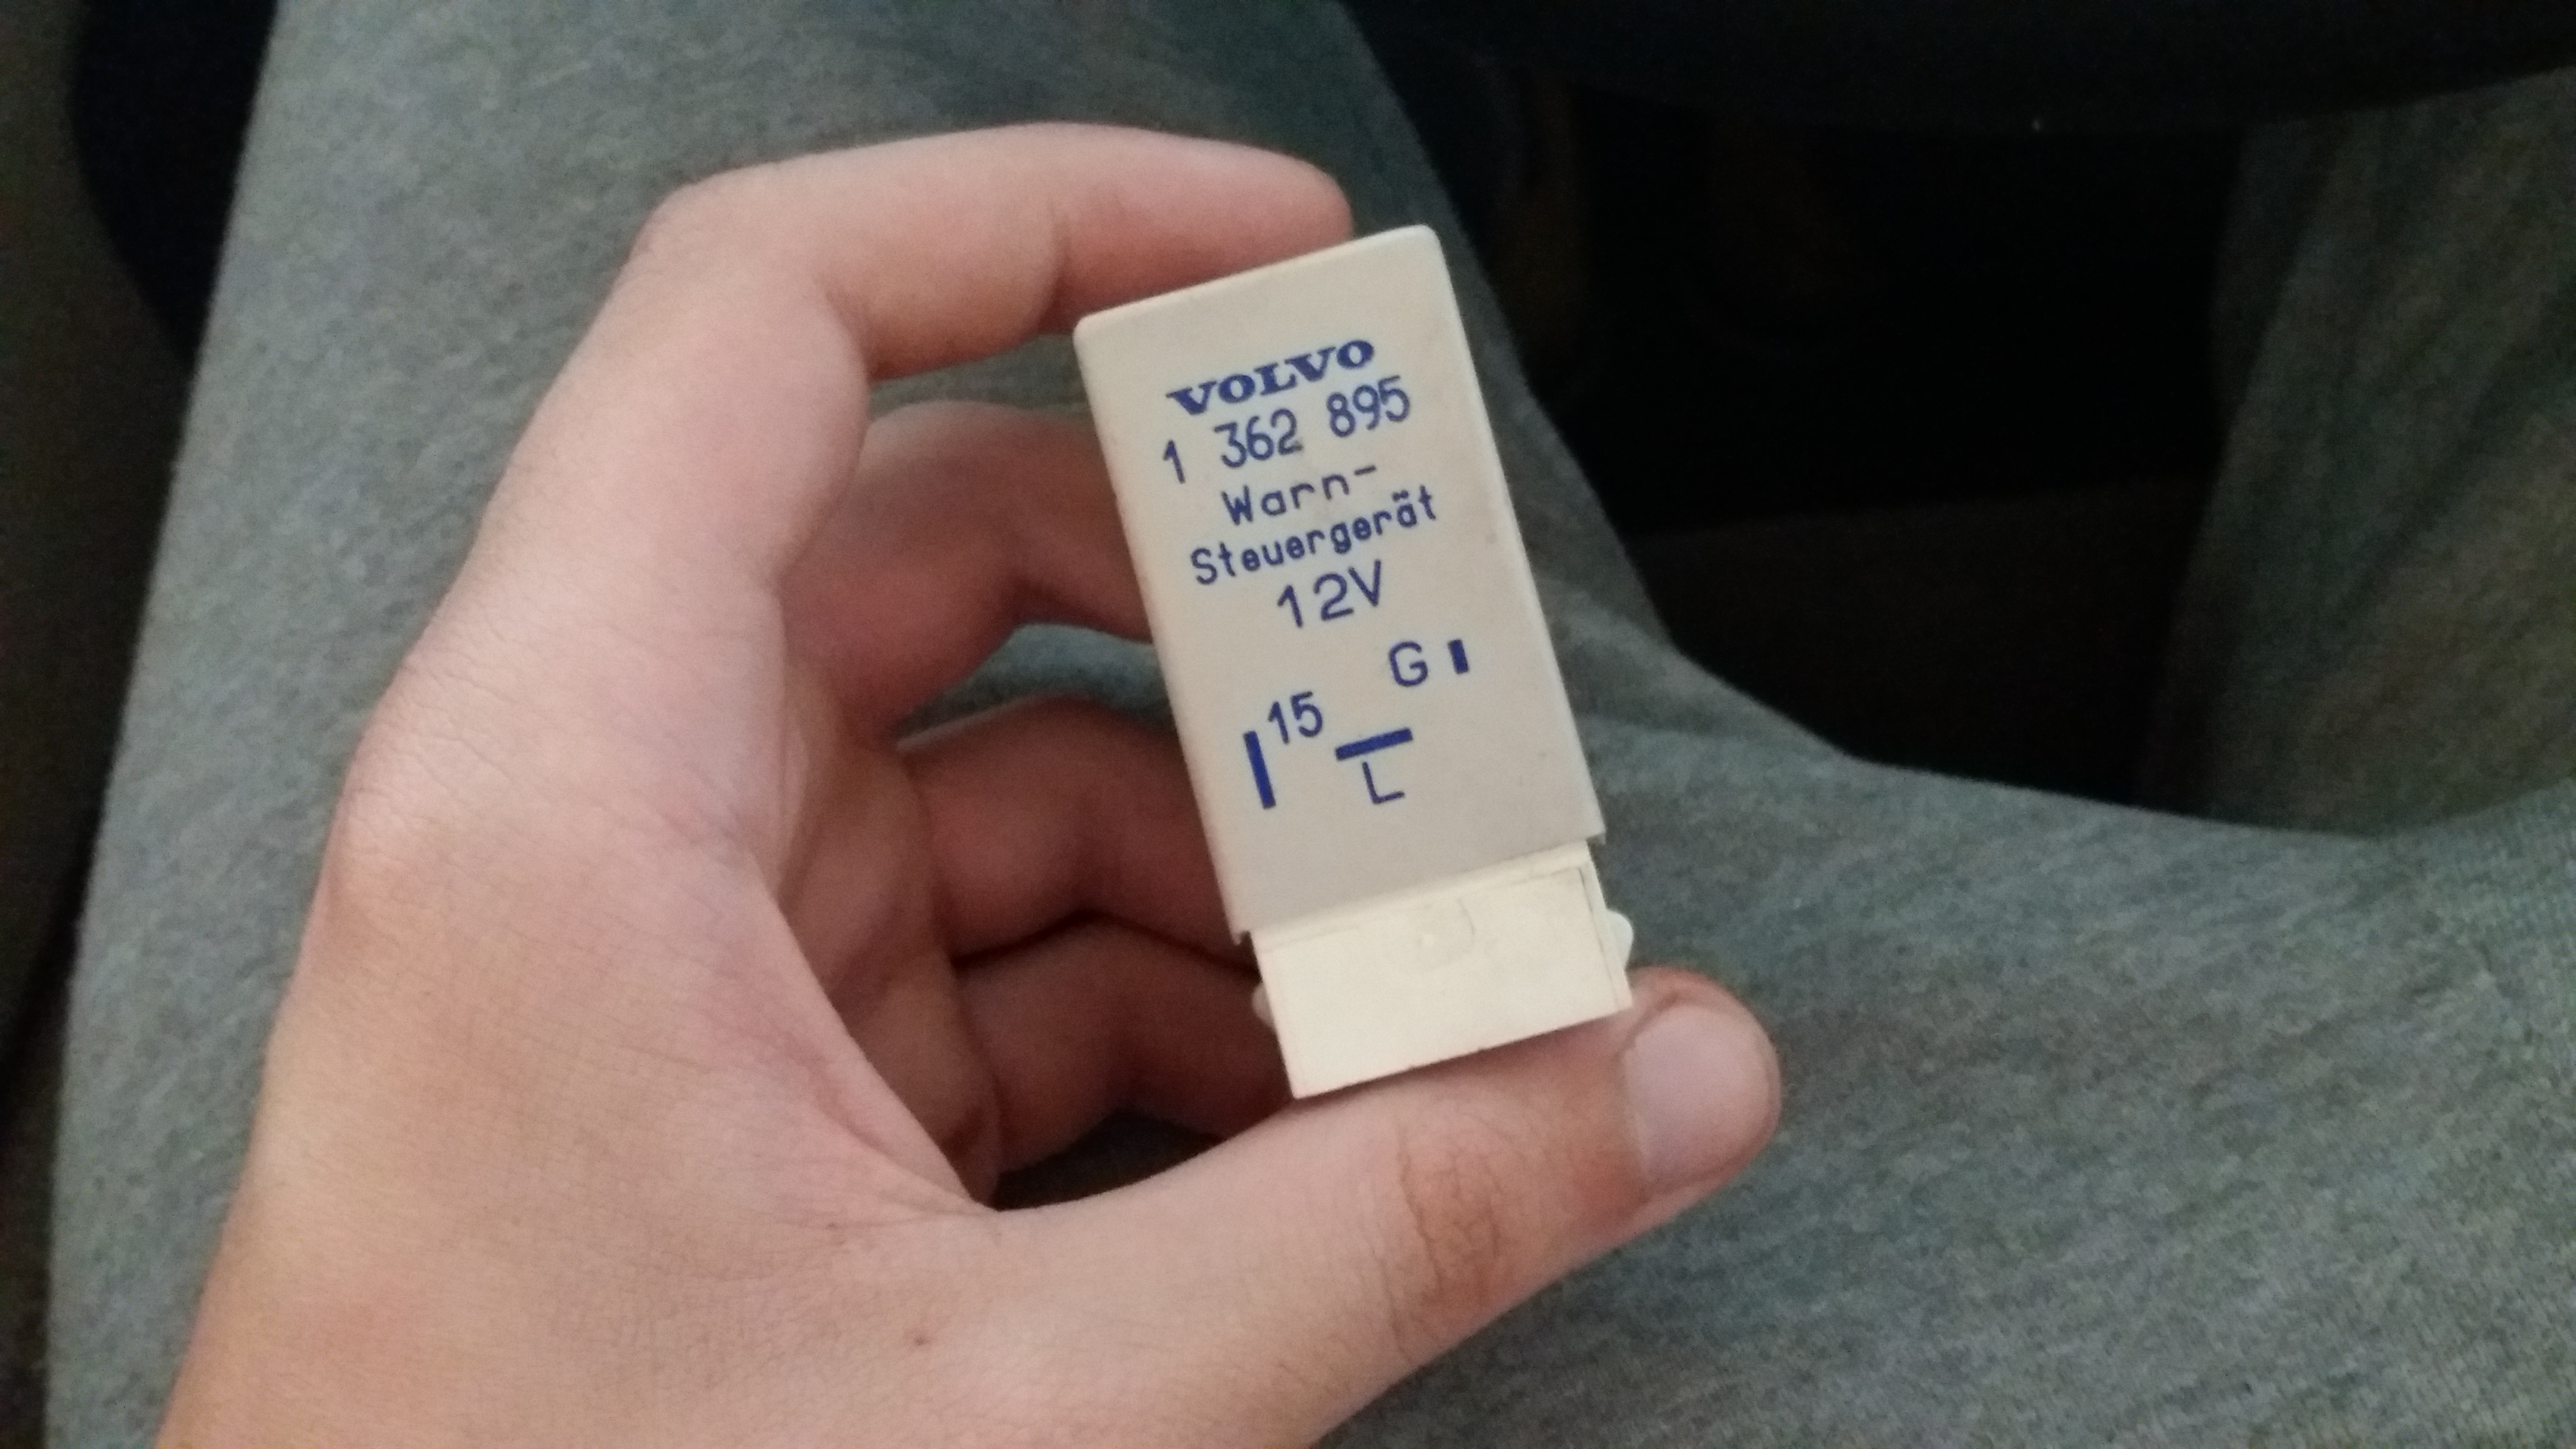 VOLVO
1 362 895
Warn-
Steuergerät
12V
G
15
L